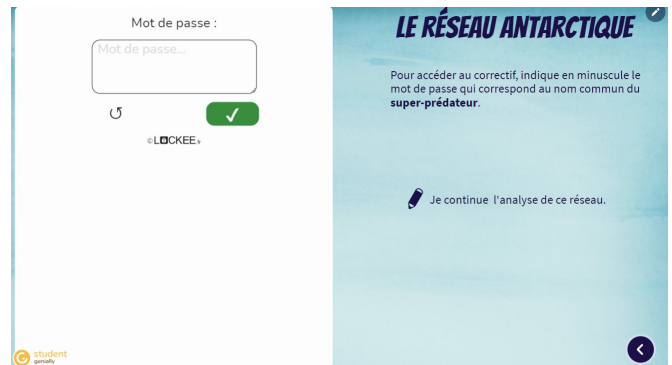 Mot de passe :
Mot de passe...
© LOCKEE.fr
student
genially
LE RÉSEAU ANTARCTIQUE
Pour accéder au correctif, indique en minuscule le
mot de passe qui correspond au nom commun du
super-prédateur.
Je continue l'analyse de ce réseau.